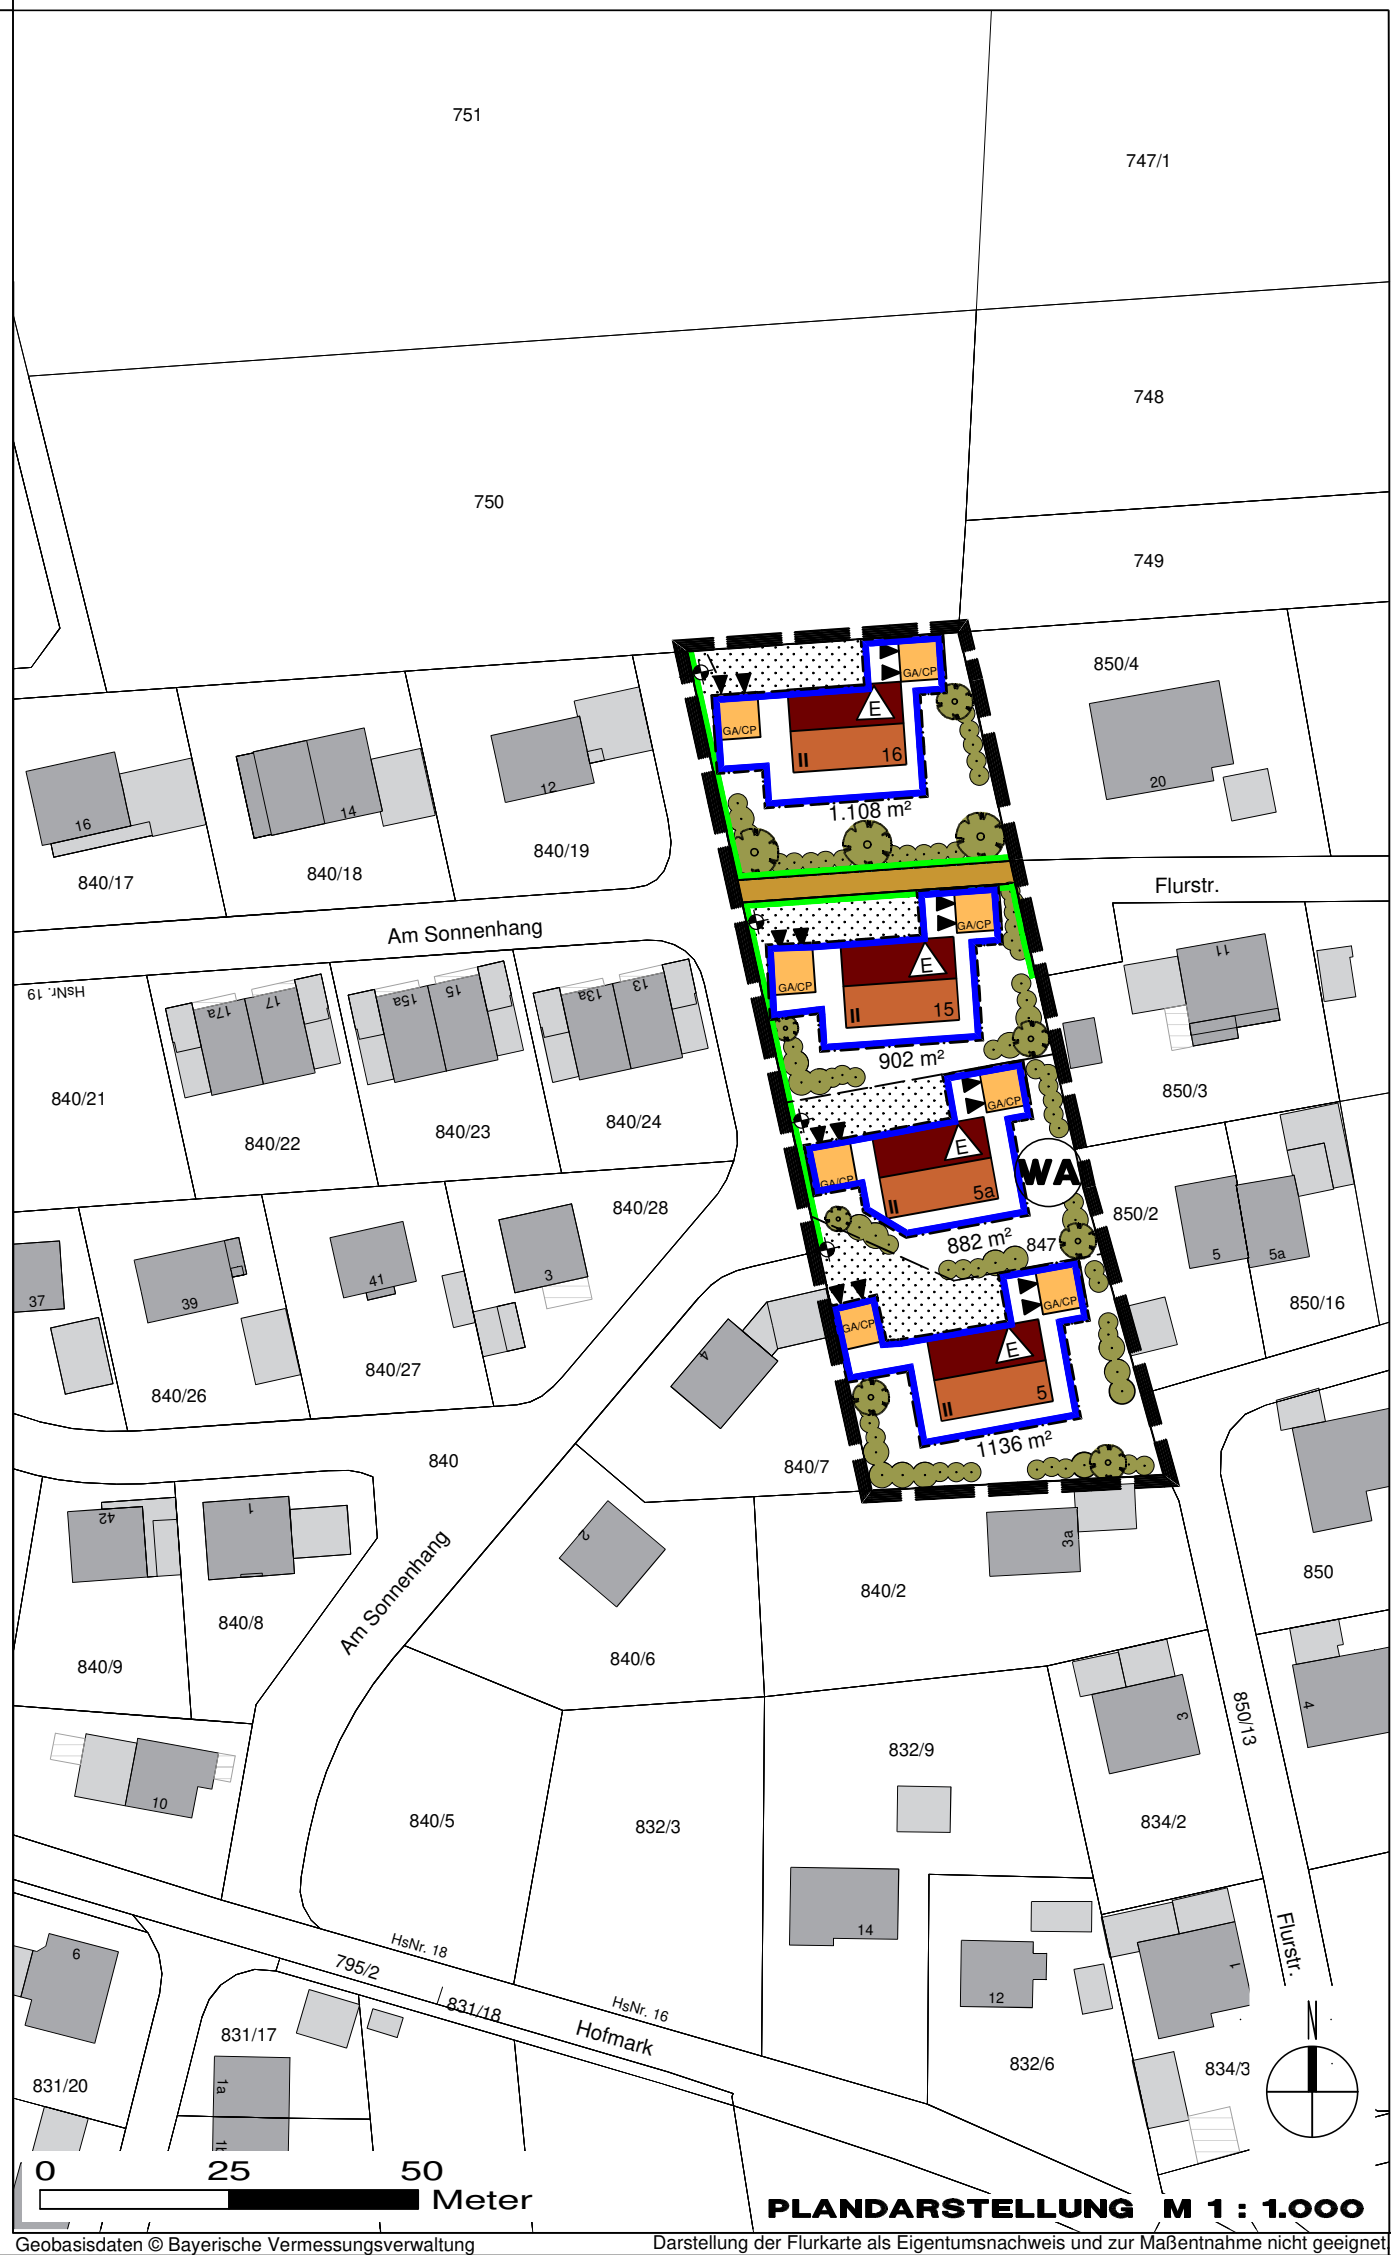 751
747/1
748
750
749
850/4
GA/CP
GA/CP
E
II
16
20
1.108 m²
16
14
12
840/17
840/18
840/19
Flurstr.
Am Sonnenhang
GA/CP
GA/CP
E
II
15
11
HsNr. 19
17a
17
15a
15
13a
13
902 m²
840/21
840/22
840/23
840/24
850/3
GA/CP
GA/CP
E
II
5a
WA
840/28
850/2
882 m²
847
5
5a
37
39
41
3
GA/CP
GA/CP
E
II
5
850/16
840/26
840/27
4
1136 m²
840
840/7
42
1
2
3a
840/2
850
840/8
Am Sonnenhang
840/9
840/6
850/13
3
4
832/9
10
840/5
832/3
834/2
14
6
HsNr. 18
795/2
831/18
HsNr. 16
Hofmark
12
1
Flurstr.
N
831/17
832/6
834/3
831/20
1a
0 25 50
Meter
PLANDARSTELLUNG M 1 : 1.000
Geobasisdaten © Bayerische Vermessungsverwaltung
Darstellung der Flurkarte als Eigentumsnachweis und zur Maßentnahme nicht geeignet.